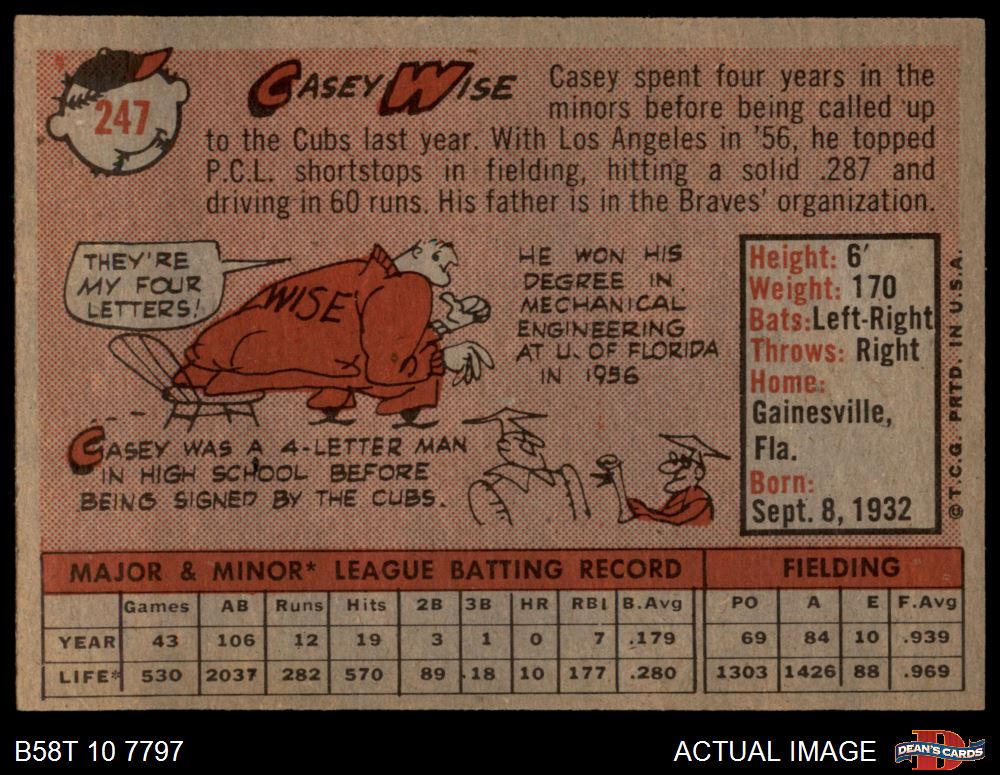 247
CASEY WISE
Casey spent four years in the
minors before being called up
to the Cubs last year. With Los Angeles in '56, he topped
P.C.L. shortstops in fielding, hitting a solid .287 and
driving in 60 runs. His father is in the Braves' organization.
THEY'RE
MY FOUR
LETTERS!
WISE
HE WON HIS
DEGREE IN
MECHANICAL
ENGINEERING
AT U. OF FLORIDA
IN 1956
CASEY WAS A 4-LETTER MAN
IN HIGH SCHOOL BEFORE
BEING SIGNED BY THE CUBS.
Height: 6'
Weight: 170
Bats: Left-Right
Throws: Right
Home:
Gainesville,
Fla.
Born:
Sept. 8, 1932
©T.C.G. PRTD. IN U.S.A.
MAJOR & MINOR* LEAGUE BATTING RECORD FIELDING
Games AB Runs Hits 2B 3B HR RBI B.Avg PO A E F.Avg
YEAR 43 106 12 19 3 1 0 7 .179 69 84 10 .939
LIFE* 530 2037 282 570 89 18 10 177 .280 1303 1426 88 .969
B58T 10 7797
ACTUAL IMAGE
D
DEAN'S CARDS